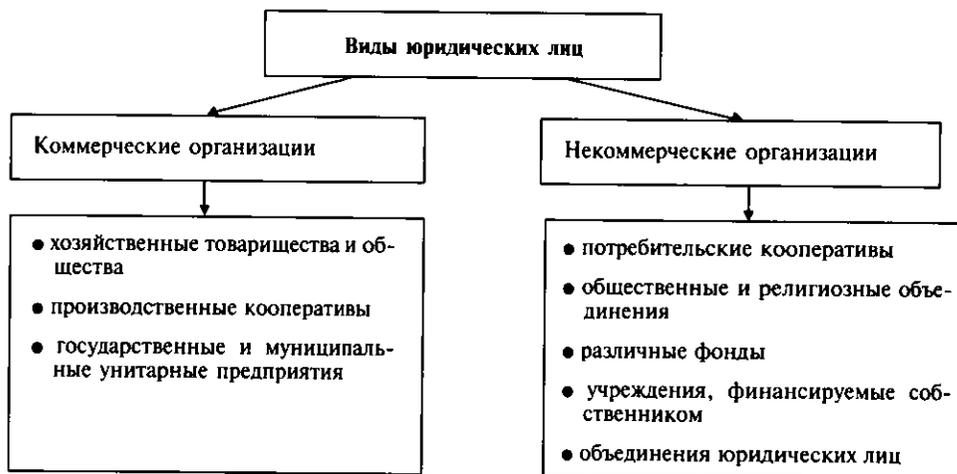 Виды юридических лиц
Коммерческие организации
● хозяйственные товарищества и об-
щества
● производственные кооперативы
● государственные и муниципаль-
ные унитарные предприятия
Некоммерческие организации
● потребительские кооперативы
● общественные и религиозные объе-
динения
● различные фонды
● учреждения, финансируемые соб-
ственником
● объединения юридических лиц